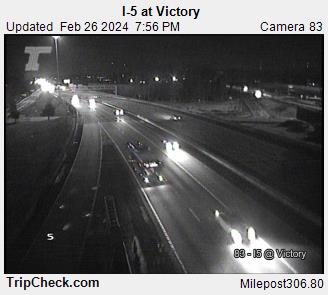 I-5 at Victory
Updated Feb 26 2024 7:56 PM Camera 83
T
S
83 - I5 @ Victory
TripCheck.com Milepost306.80